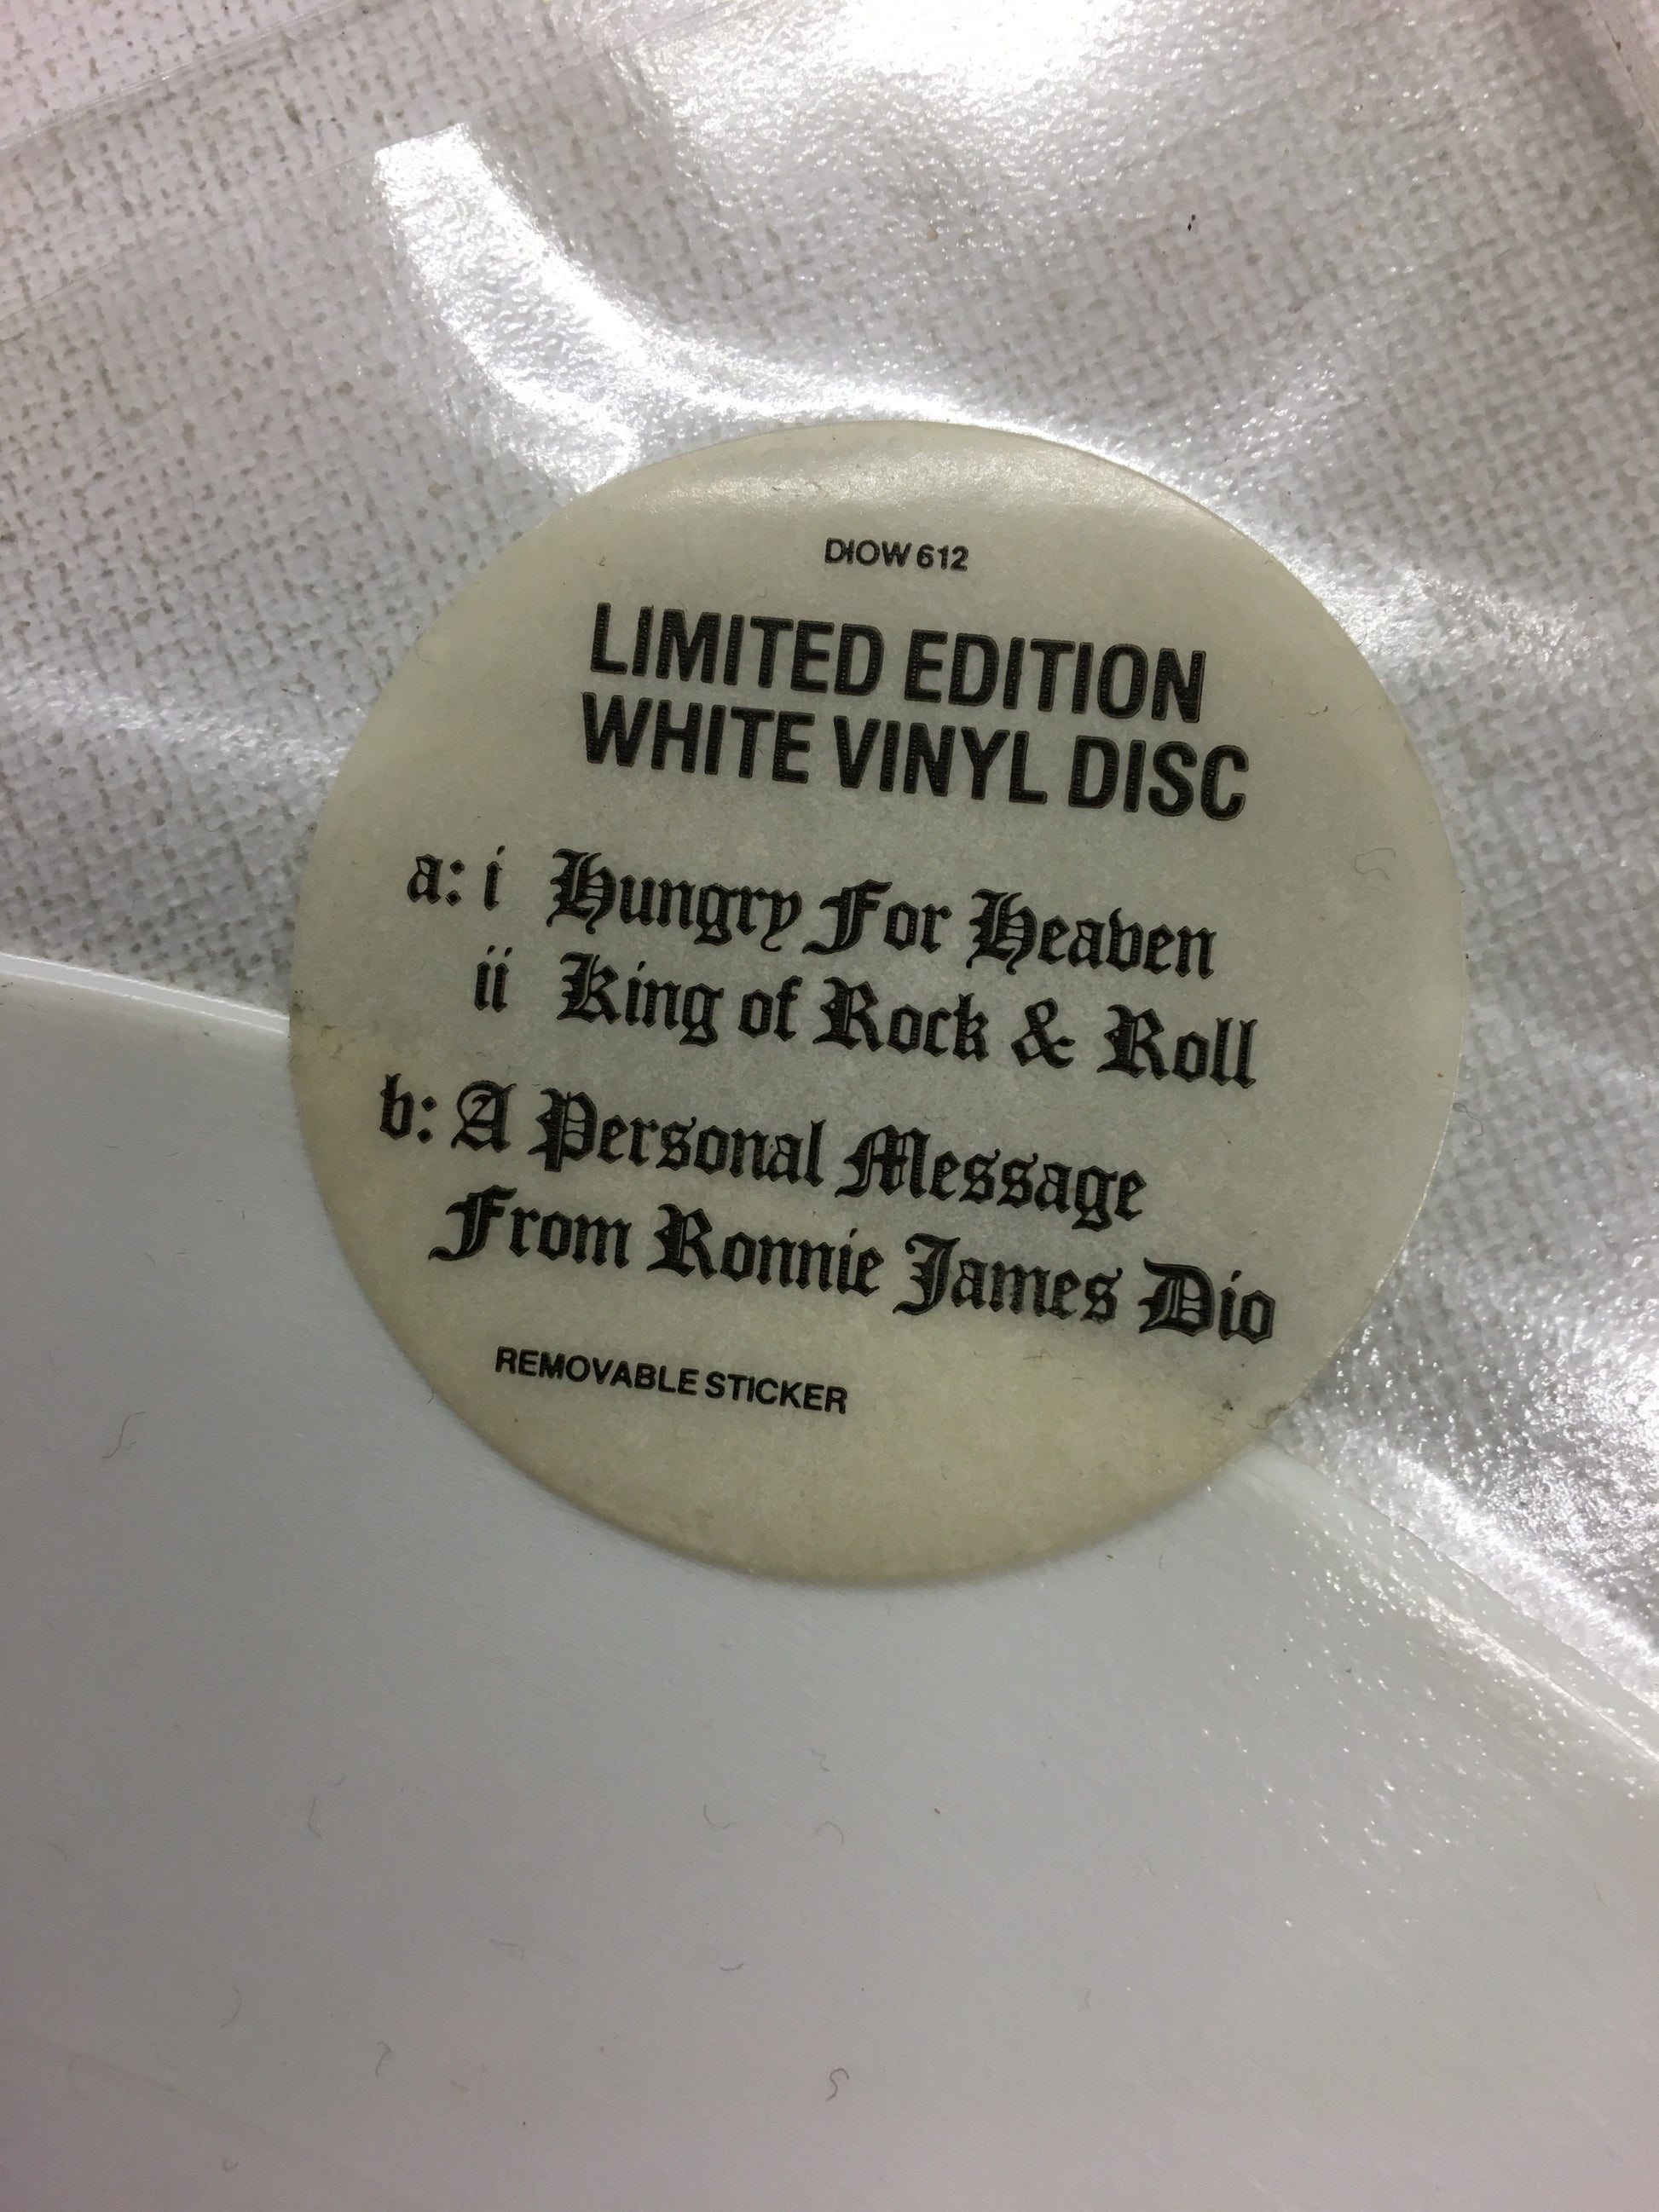 DIOW 612
LIMITED EDITION
WHITE VINYL DISC
a: i Hungry For Heaven
ii King of Rock & Roll
b: A Personal Message
From Ronnie James Dio
REMOVABLE STICKER